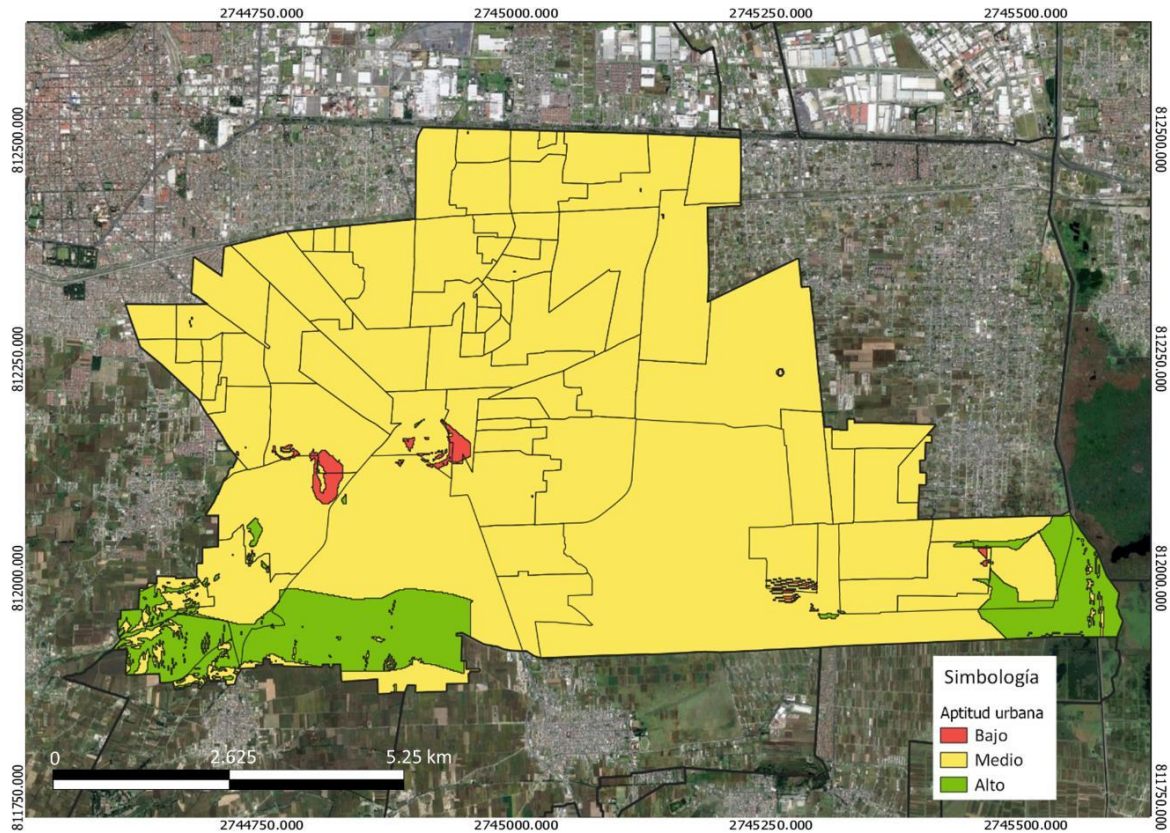 2744750.000 2745000.000 2745250.000 2745500.000
812500.000 812500.000
812250.000 812250.000
812000.000 812000.000
811750.000 811750.000
Simbología
Aptitud urbana
Bajo
Medio
Alto
0 2.625 5.25 km
2744750.000 2745000.000 2745250.000 2745500.000